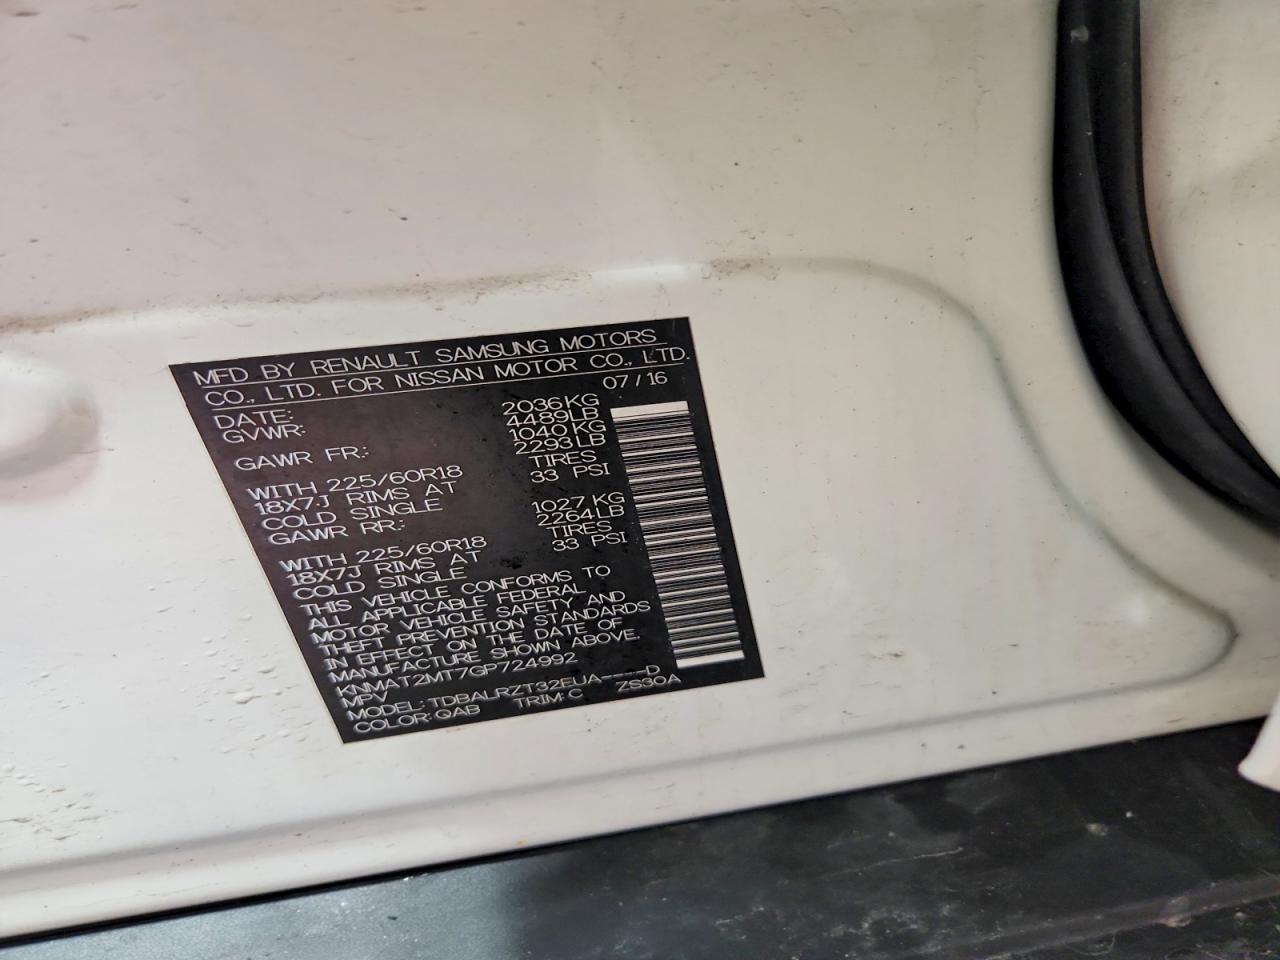 MFD BY RENAULT SAMSUNG MOTORS
CO., LTD. FOR NISSAN MOTOR CO., LTD.
DATE: 07/16
GVWR: 2036KG
4489LB
GAWR FR: 1040 KG
2293LB
WITH 225/60R18 TIRES
18X7J RIMS AT 33 PSI
COLD SINGLE
GAWR RR: 1027 KG
2264LB
WITH 225/60R18 TIRES
18X7J RIMS AT 33 PSI
COLD SINGLE
THIS VEHICLE CONFORMS TO
ALL APPLICABLE FEDERAL
MOTOR VEHICLE SAFETY AND
THEFT PREVENTION STANDARDS
IN EFFECT ON THE DATE OF
MANUFACTURE SHOWN ABOVE.
KNMAT2MT7GP724992
MPV
MODEL: TDBALRZT32EUA----D
COLOR: QAB TRIM: C ZS30A